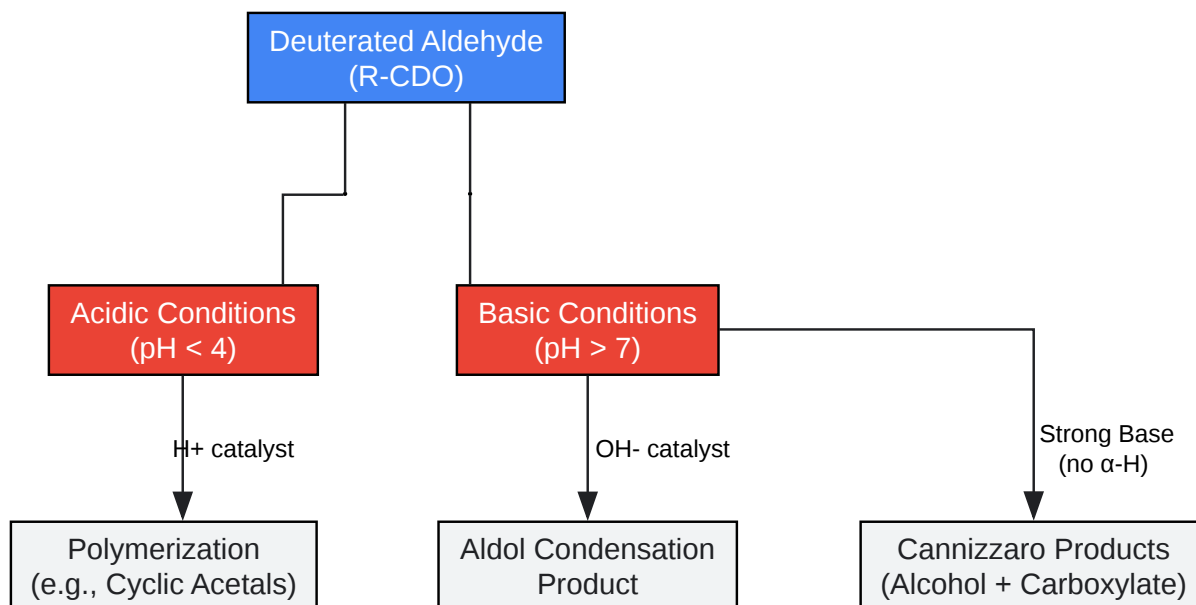 Deuterated Aldehyde
(R-CDO)
Acidic Conditions
(pH < 4)
Basic Conditions
(pH > 7)
H+ catalyst
OH- catalyst
Strong Base
(no α-H)
Polymerization
(e.g., Cyclic Acetals)
Aldol Condensation
Product
Cannizzaro Products
(Alcohol + Carboxylate)